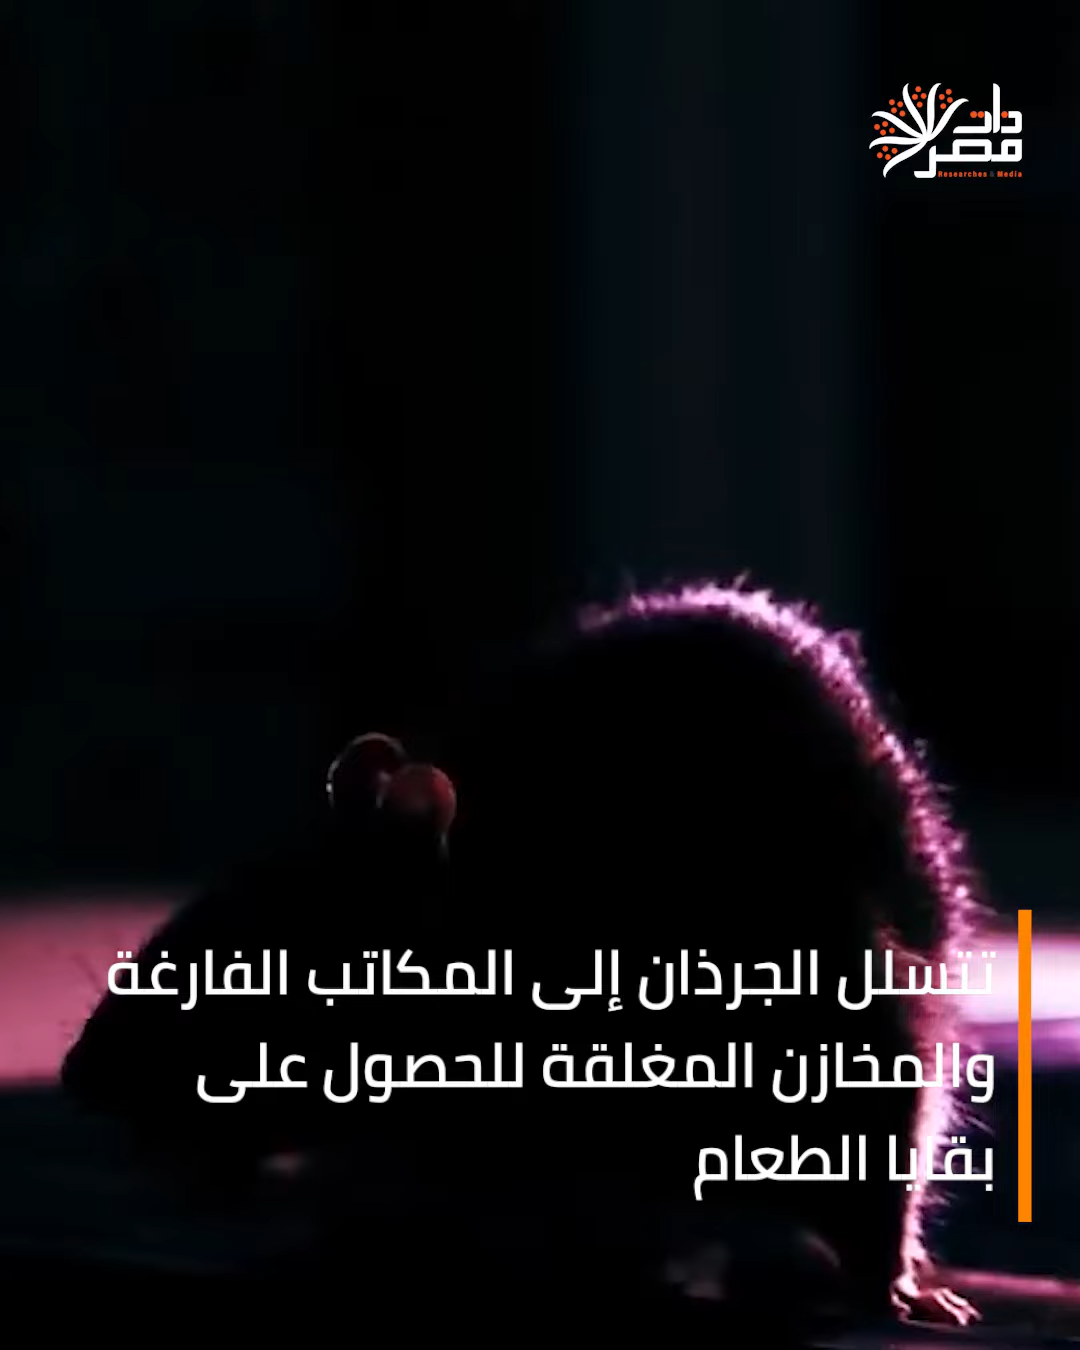 ذات
مصر
Researches & Media
تتسلل الجرذان إلى المكاتب الفارغة
والمخازن المغلقة للحصول على
بقايا الطعام